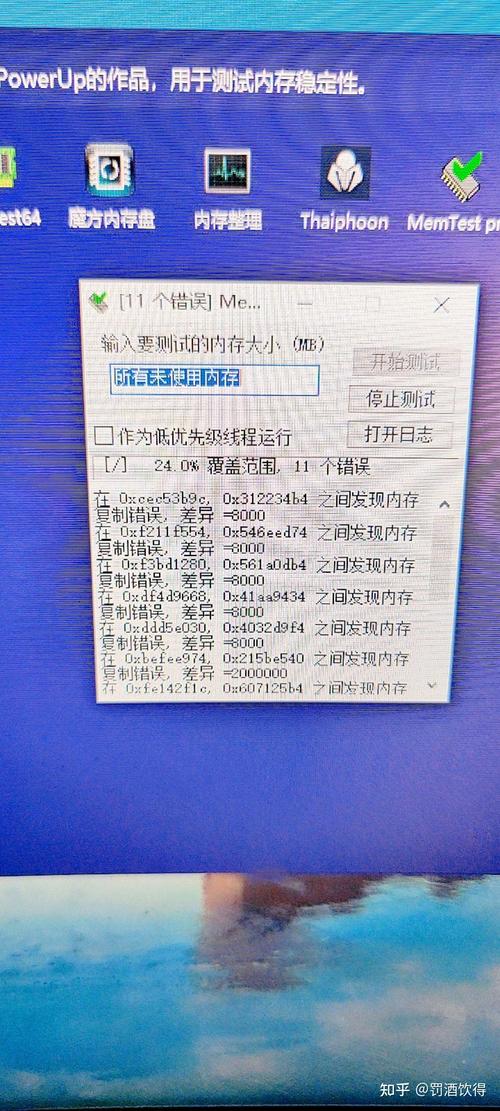 PowerUp的作品，用于测试内存稳定性。
est64 魔方内存盘 内存整理 Thaiphoon MemTest pr
[11 个错误] Me...
输入要测试的内存大小 (MB)
开始测试
所有未使用内存
停止测试
作为低优先级线程运行
打开日志
[/] 24.0% 覆盖范围, 11 个错误
在 0xcec53b9c, 0x312234b4 之间发现内存
复制错误, 差异 =8000
在 0xf211f554, 0x546eed74 之间发现内存
复制错误, 差异 =8000
在 0xf3bd1280, 0x561a0db4 之间发现内存
复制错误, 差异 =8000
在 0xdf4d9668, 0x41aa9434 之间发现内存
复制错误, 差异 =8000
在 0xddd5e030, 0x4032d9f4 之间发现内存
复制错误, 差异 =8000
在 0xbefee974, 0x215be540 之间发现内存
复制错误, 差异 =2000000
在 0xfe142f1c, 0x607125b4 之间发现内存
知乎 @罚酒饮得